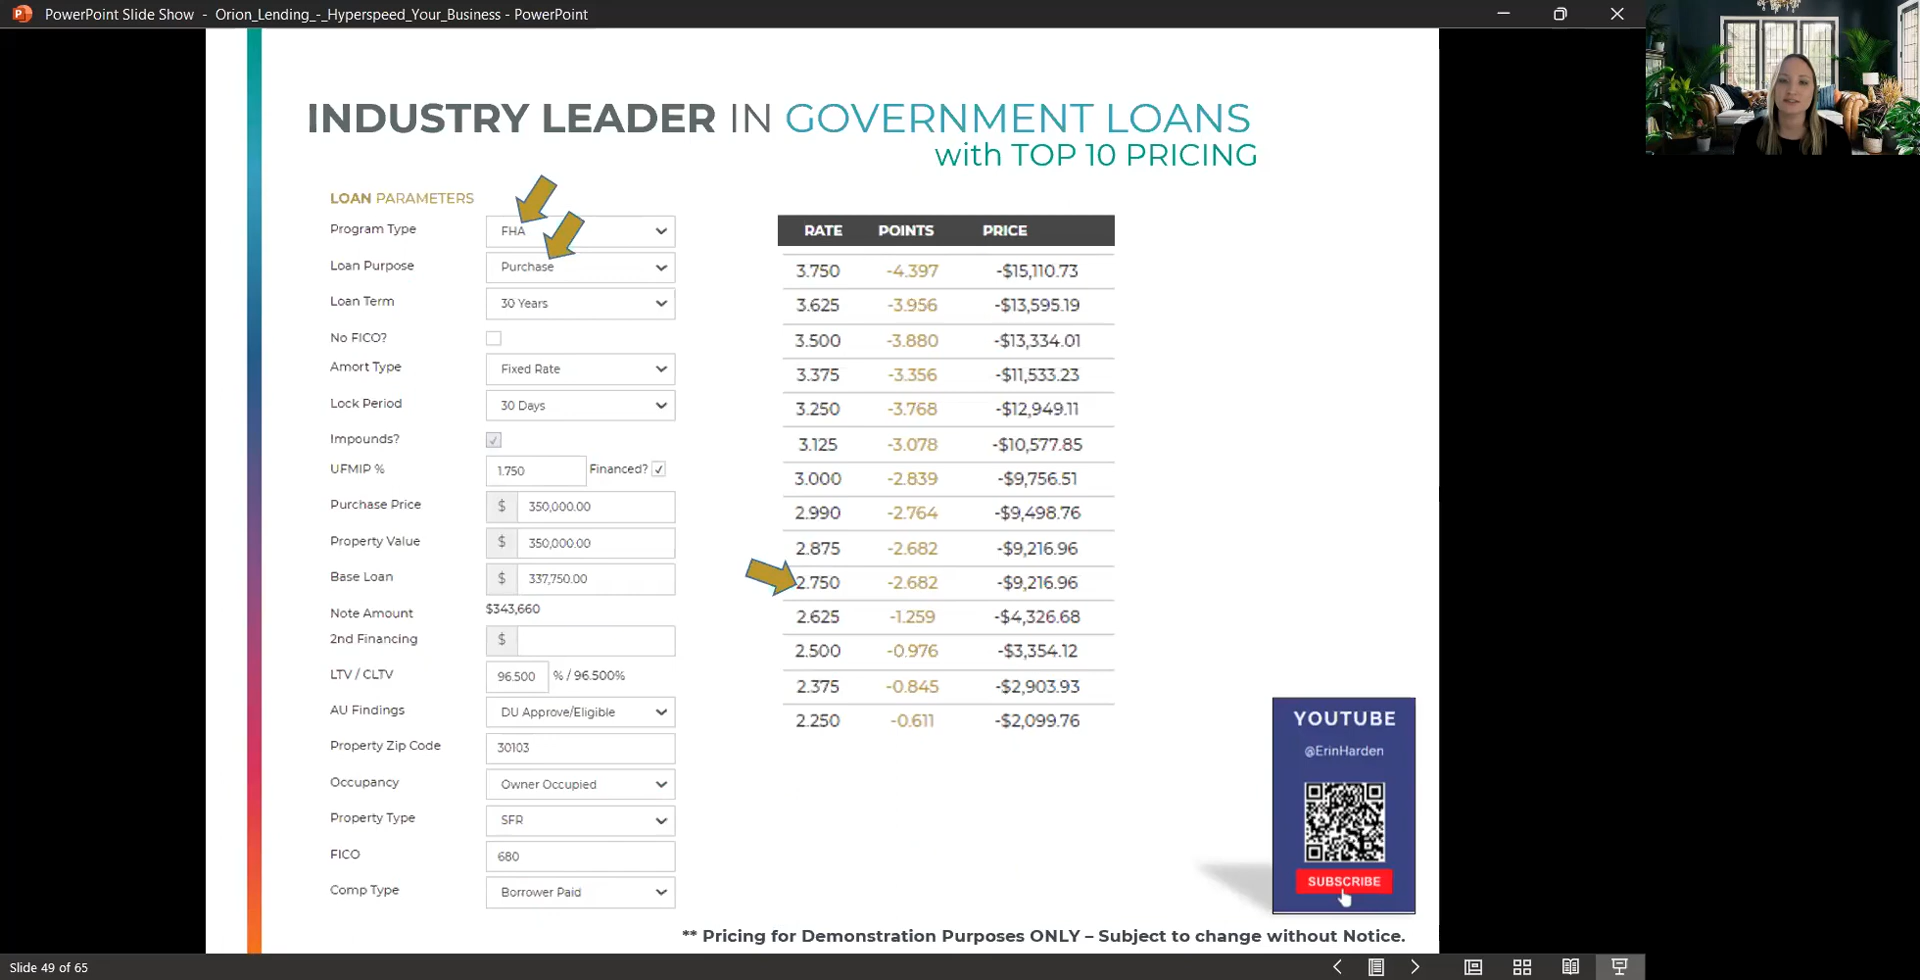 PowerPoint Slide Show - Orion_Lending_-_Hyperspeed_Your_Business - PowerPoint
INDUSTRY LEADER IN GOVERNMENT LOANS
with TOP 10 PRICING
LOAN PARAMETERS
Program Type FHA
Loan Purpose Purchase
Loan Term 30 Years
No FICO?
Amort Type Fixed Rate
Lock Period 30 Days
Impounds?
UFMIP % 1.750 Financed?
Purchase Price $ 350,000.00
Property Value $ 350,000.00
Base Loan $ 337,750.00
Note Amount $343,660
2nd Financing $
LTV / CLTV 96.500 % / 96.500%
AU Findings DU Approve/Eligible
Property Zip Code 30103
Occupancy Owner Occupied
Property Type SFR
FICO 680
Comp Type Borrower Paid
RATE POINTS PRICE
3.750 -4.397 -$15,110.73
3.625 -3.956 -$13,595.19
3.500 -3.880 -$13,334.01
3.375 -3.356 -$11,533.23
3.250 -3.768 -$12,949.11
3.125 -3.078 -$10,577.85
3.000 -2.839 -$9,756.51
2.990 -2.764 -$9,498.76
2.875 -2.682 -$9,216.96
2.750 -2.682 -$9,216.96
2.625 -1.259 -$4,326.68
2.500 -0.976 -$3,354.12
2.375 -0.845 -$2,903.93
2.250 -0.611 -$2,099.76
YOUTUBE
@ErinHarden
SUBSCRIBE
** Pricing for Demonstration Purposes ONLY – Subject to change without Notice.
Slide 49 of 65